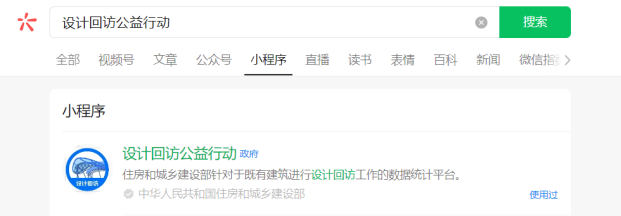 设计回访公益行动 搜索
全部 视频号 文章 公众号 小程序 直播 读书 表情 百科 新闻 微信指
小程序
设计回访公益行动 政府
住房和城乡建设部针对于既有建筑进行设计回访工作的数据统计平台。
中华人民共和国住房和城乡建设部
使用过
设计回访